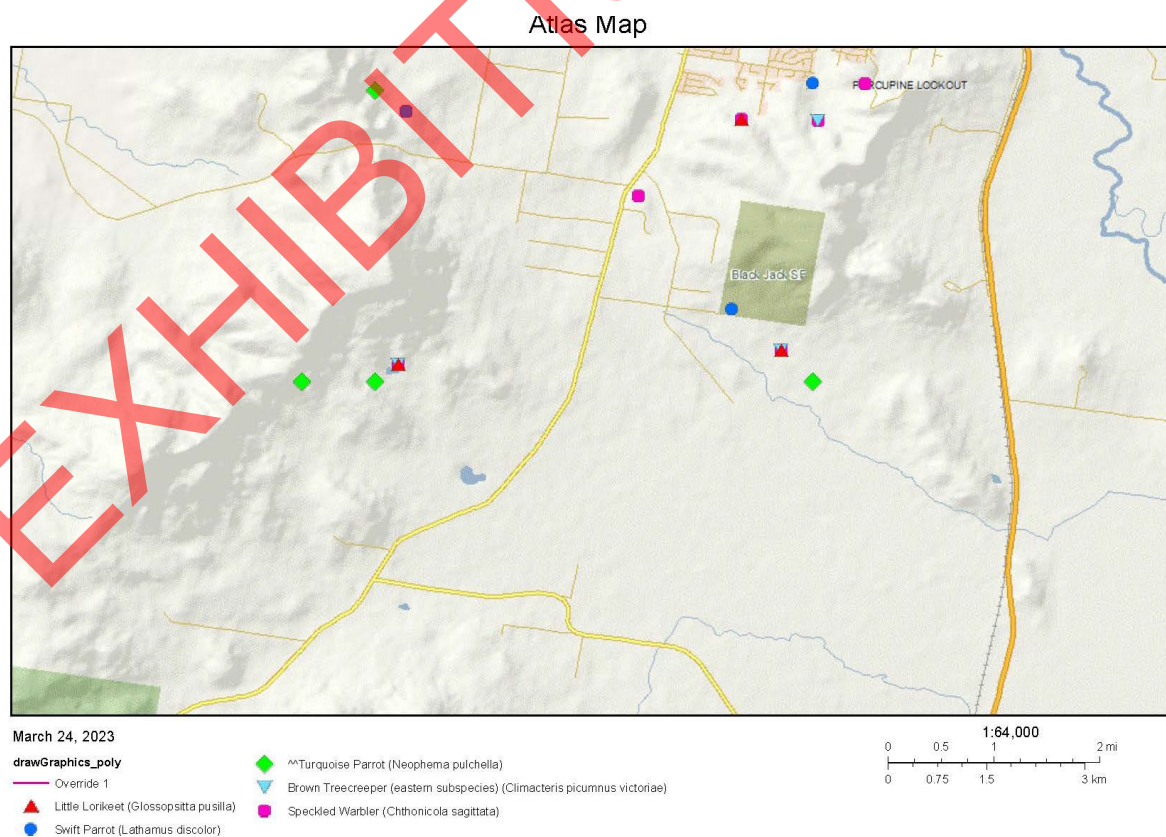 Atlas Map
EXHIBITI
PORCUPINE LOOKOUT
Black Jack SF
March 24, 2023
drawGraphics_poly
Override 1
Little Lorikeet (Glossopsitta pusilla)
Swift Parrot (Lathamus discolor)
^^Turquoise Parrot (Neophema pulchella)
Brown Treecreeper (eastern subspecies) (Climacteris picumnus victoriae)
Speckled Warbler (Chthonicola sagittata)
1:64,000
0 0.5 1 2 mi
0 0.75 1.5 3 km